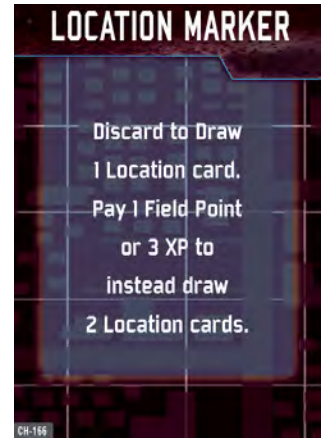 LOCATION MARKER
Discard to Draw
1 Location card.
Pay 1 Field Point
or 3 XP to
instead draw
2 Location cards.
CH-166